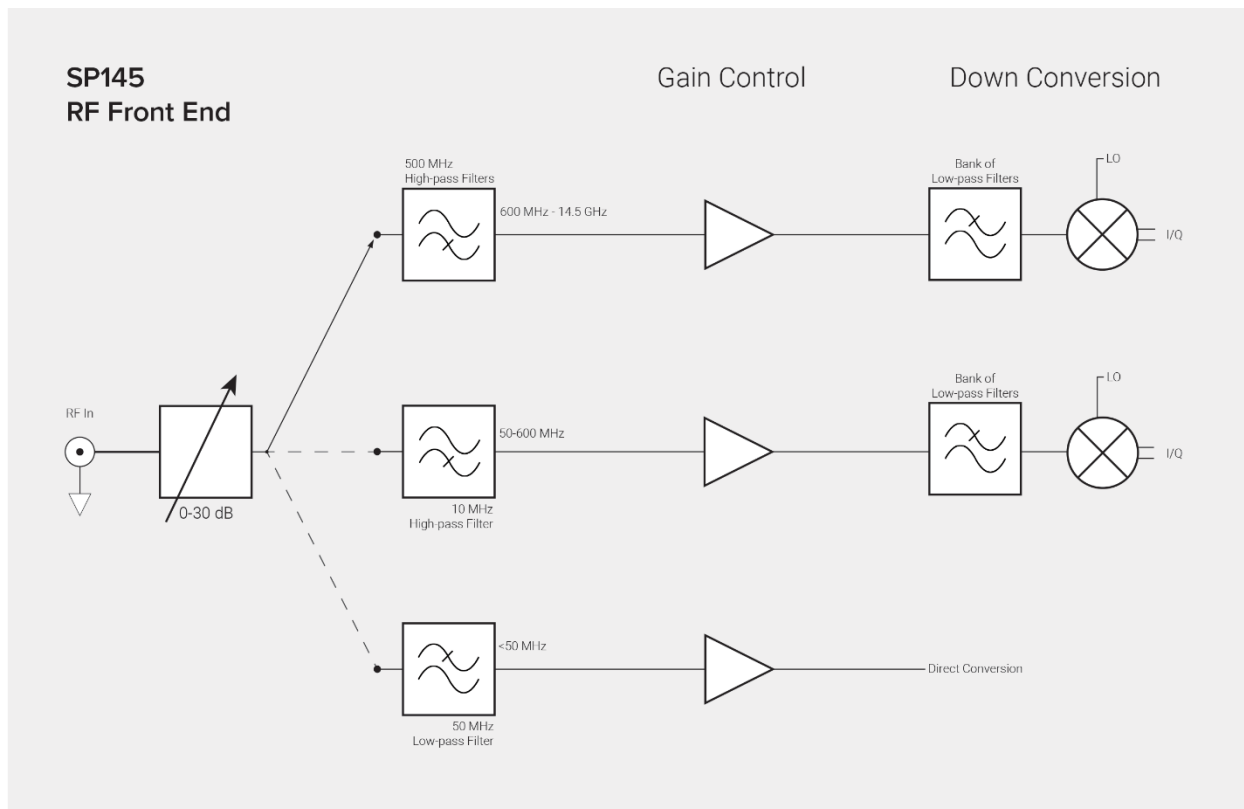 SP145
RF Front End
Gain Control
Down Conversion
500 MHz
High-pass Filters
600 MHz - 14.5 GHz
Bank of
Low-pass Filters
LO
I/Q
RF In
0-30 dB
50-600 MHz
10 MHz
High-pass Filter
Bank of
Low-pass Filters
LO
I/Q
<50 MHz
50 MHz
Low-pass Filter
Direct Conversion